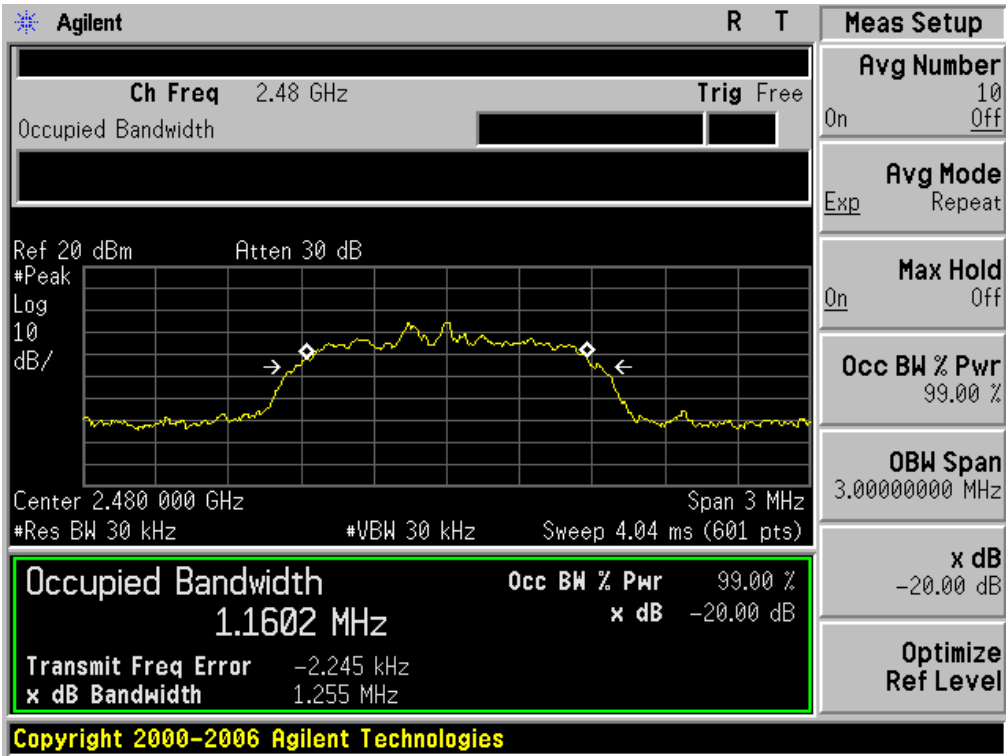 Agilent R T
Ch Freq 2.48 GHz Trig Free
Occupied Bandwidth
Ref 20 dBm Atten 30 dB
#Peak
Log
10
dB/
Center 2.480 000 GHz Span 3 MHz
#Res BW 30 kHz #VBW 30 kHz Sweep 4.04 ms (601 pts)
Occupied Bandwidth
1.1602 MHz
Occ BW % Pwr 99.00 %
x dB -20.00 dB
Transmit Freq Error -2.245 kHz
x dB Bandwidth 1.255 MHz
Copyright 2000-2006 Agilent Technologies
Meas Setup
Avg Number
10
On Off
Avg Mode
Exp Repeat
Max Hold
On Off
Occ BW % Pwr
99.00 %
OBW Span
3.00000000 MHz
x dB
-20.00 dB
Optimize
Ref Level